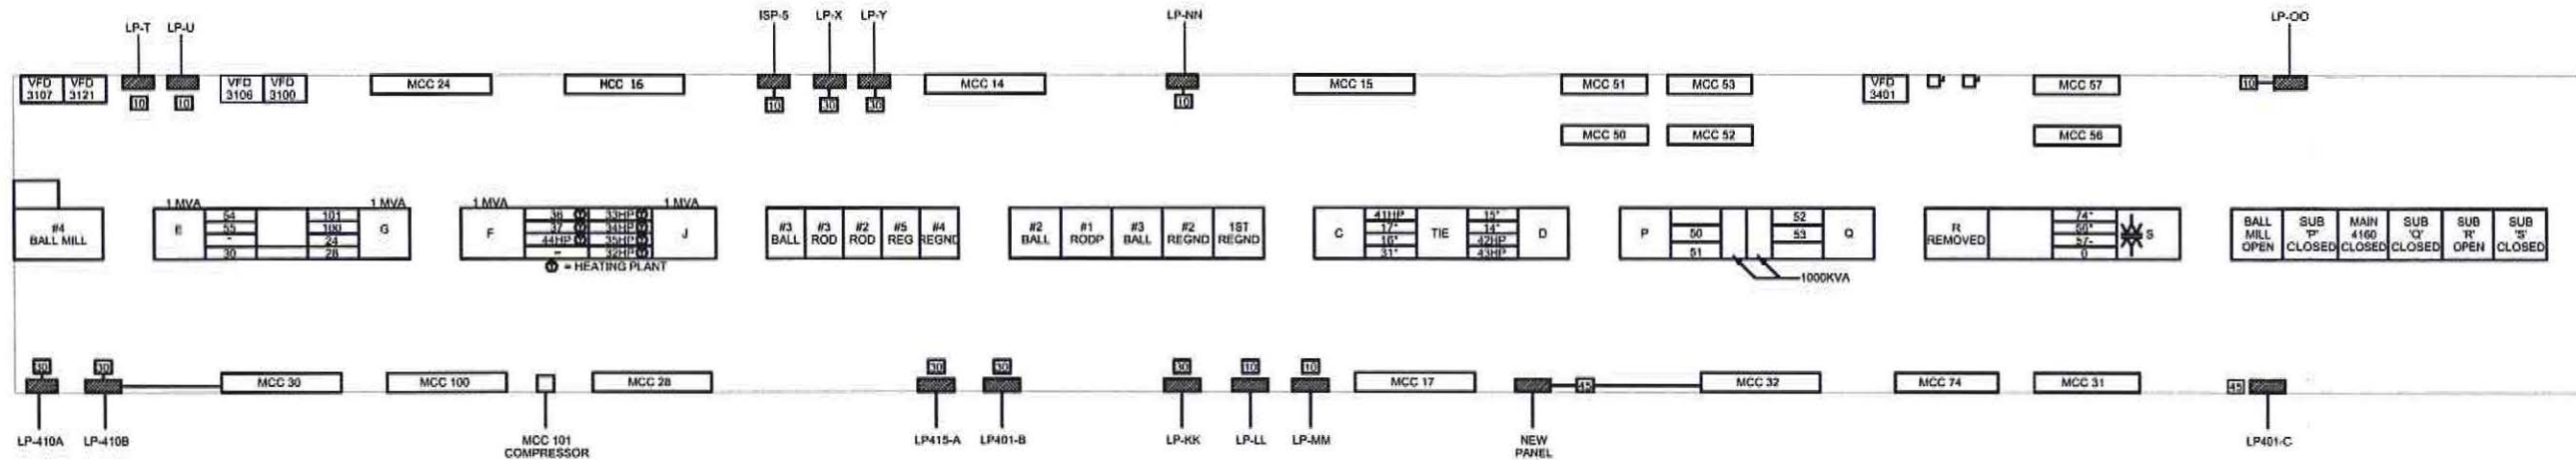 LP-T LP-U ISP-5 LP-X LP-Y LP-NN LP-OO
VFD 3107 VFD 3121 VFD 3106 VFD 3100 MCC 24 MCC 16 MCC 14 MCC 15 MCC 51 MCC 53 VFD 3401 MCC 57
10 10 10 30 30 10 10
MCC 50 MCC 52 MCC 56
#4
BALL MILL
1 MVA 1 MVA
E
54
55
-
30
101
100
24
28
G
1 MVA 1 MVA
F
36
37
44HP
-
33HP
34HP
35HP
32HP
J
= HEATING PLANT
#3 BALL
#3 ROD
#2 ROD
#5 REG
#4 REGND
#2 BALL
#1 RODP
#3 BALL
#2 REGND
1ST REGND
C
41HP
17*
16*
31*
TIE
15*
14*
42HP
43HP
D
P
50
51
52
53
Q
1000KVA
R
REMOVED
74*
56*
57-
0
S
BALL MILL OPEN
SUB 'P' CLOSED
MAIN 4160 CLOSED
SUB 'Q' CLOSED
SUB 'R' OPEN
SUB 'S' CLOSED
30 30 30 30 30 10 10 45 45
MCC 30 MCC 100 MCC 28 MCC 17 MCC 32 MCC 74 MCC 31
LP-410A LP-410B MCC 101 COMPRESSOR LP415-A LP401-B LP-KK LP-LL LP-MM NEW PANEL LP401-C